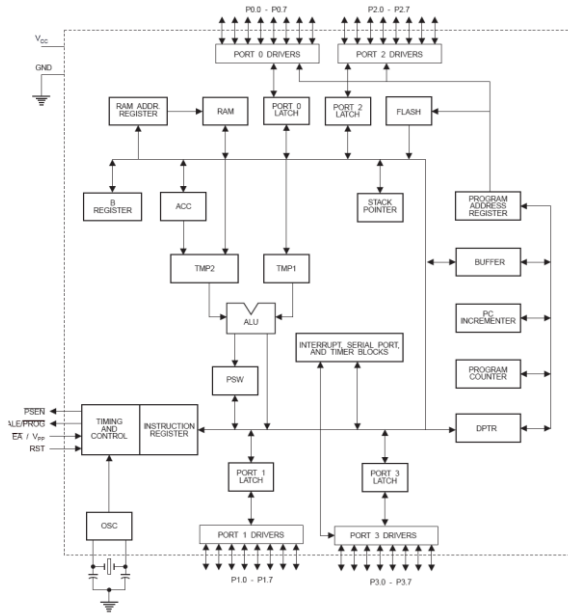 P0.0 - P0.7
P2.0 - P2.7
VCC
GND
PORT 0 DRIVERS
PORT 2 DRIVERS
RAM ADDR.
REGISTER
RAM
PORT 0
LATCH
PORT 2
LATCH
FLASH
B
REGISTER
ACC
STACK
POINTER
PROGRAM
ADDRESS
REGISTER
TMP2
TMP1
BUFFER
ALU
PC
INCREMENTER
INTERRUPT, SERIAL PORT,
AND TIMER BLOCKS
PSW
PROGRAM
COUNTER
PSEN
ALE/PROG
EA / VPP
RST
TIMING
AND
CONTROL
INSTRUCTION
REGISTER
DPTR
PORT 1
LATCH
PORT 3
LATCH
OSC
PORT 1 DRIVERS
PORT 3 DRIVERS
P1.0 - P1.7
P3.0 - P3.7